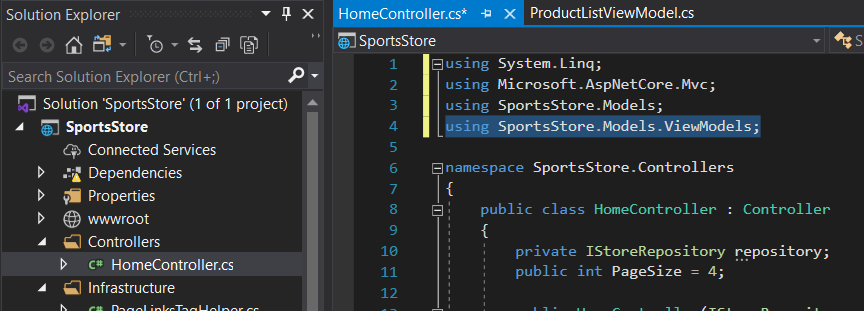 Solution Explorer
Search Solution Explorer (Ctrl+;)
Solution 'SportsStore' (1 of 1 project)
SportsStore
Connected Services
Dependencies
Properties
wwwroot
Controllers
C# HomeController.cs
Infrastructure
C# PageLinksTagHelper.cs
HomeController.cs*
ProductListViewModel.cs
SportsStore
1 using System.Linq;
2 using Microsoft.AspNetCore.Mvc;
3 using SportsStore.Models;
4 using SportsStore.Models.ViewModels;
5
6 namespace SportsStore.Controllers
7 {
8 public class HomeController : Controller
9 {
10 private IStoreRepository repository;
11 public int PageSize = 4;
12